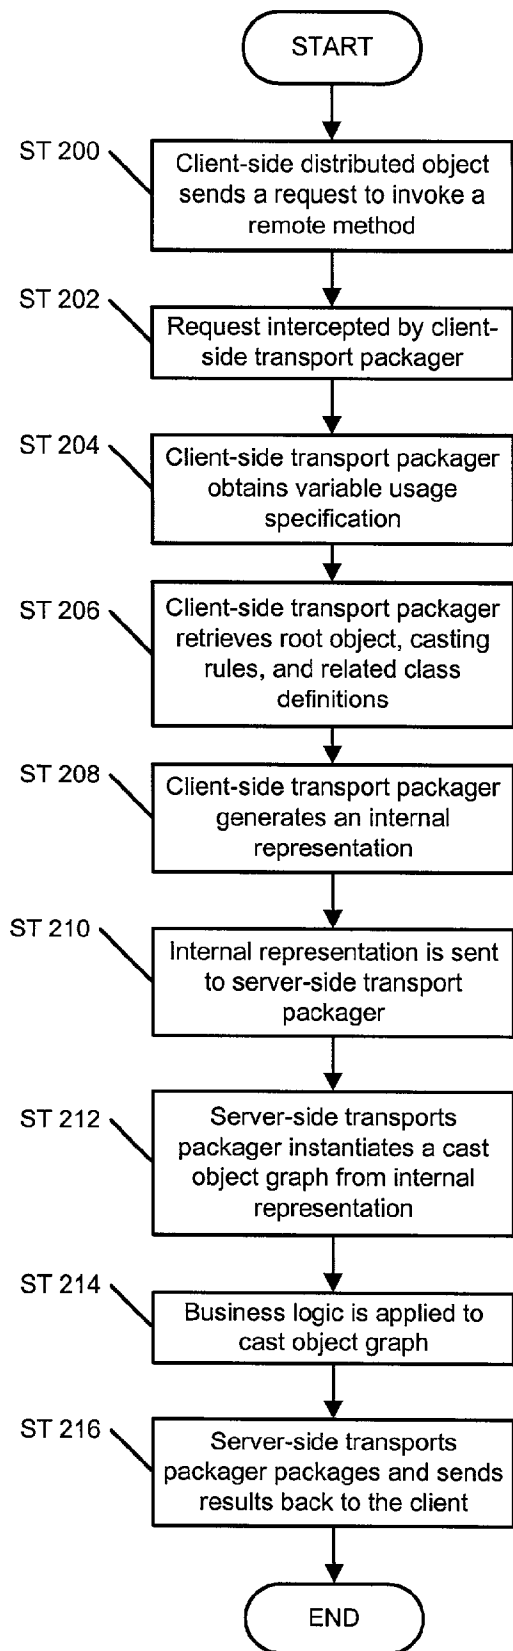 START
ST 200
Client-side distributed object
sends a request to invoke a
remote method
ST 202
Request intercepted by client-
side transport packager
ST 204
Client-side transport packager
obtains variable usage
specification
ST 206
Client-side transport packager
retrieves root object, casting
rules, and related class
definitions
ST 208
Client-side transport packager
generates an internal
representation
ST 210
Internal representation is sent
to server-side transport
packager
ST 212
Server-side transports
packager instantiates a cast
object graph from internal
representation
ST 214
Business logic is applied to
cast object graph
ST 216
Server-side transports
packager packages and sends
results back to the client
END